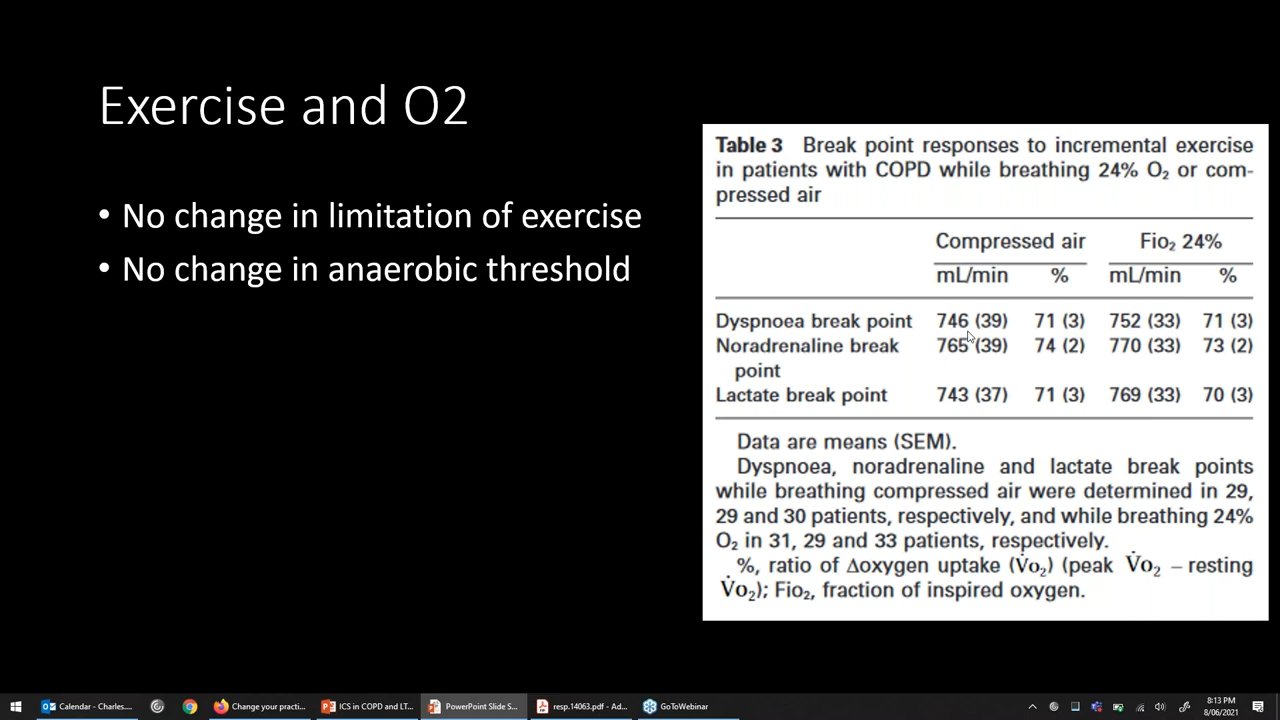 Exercise and O2
• No change in limitation of exercise
• No change in anaerobic threshold
Table 3 Break point responses to incremental exercise
in patients with COPD while breathing 24% O₂ or com-
pressed air
Compressed air Fio₂ 24%
mL/min % mL/min %
Dyspnoea break point 746 (39) 71 (3) 752 (33) 71 (3)
Noradrenaline break 765 (39) 74 (2) 770 (33) 73 (2)
point
Lactate break point 743 (37) 71 (3) 769 (33) 70 (3)
Data are means (SEM).
Dyspnoea, noradrenaline and lactate break points
while breathing compressed air were determined in 29,
29 and 30 patients, respectively, and while breathing 24%
O₂ in 31, 29 and 33 patients, respectively.
%, ratio of Δoxygen uptake (V̇o₂) (peak V̇o₂ – resting
V̇o₂); Fio₂, fraction of inspired oxygen.
Calendar - Charles....
Change your practi...
ICS in COPD and LT...
PowerPoint Slide S...
resp.14063.pdf - Ad...
GoToWebinar
8:13 PM
8/06/2021